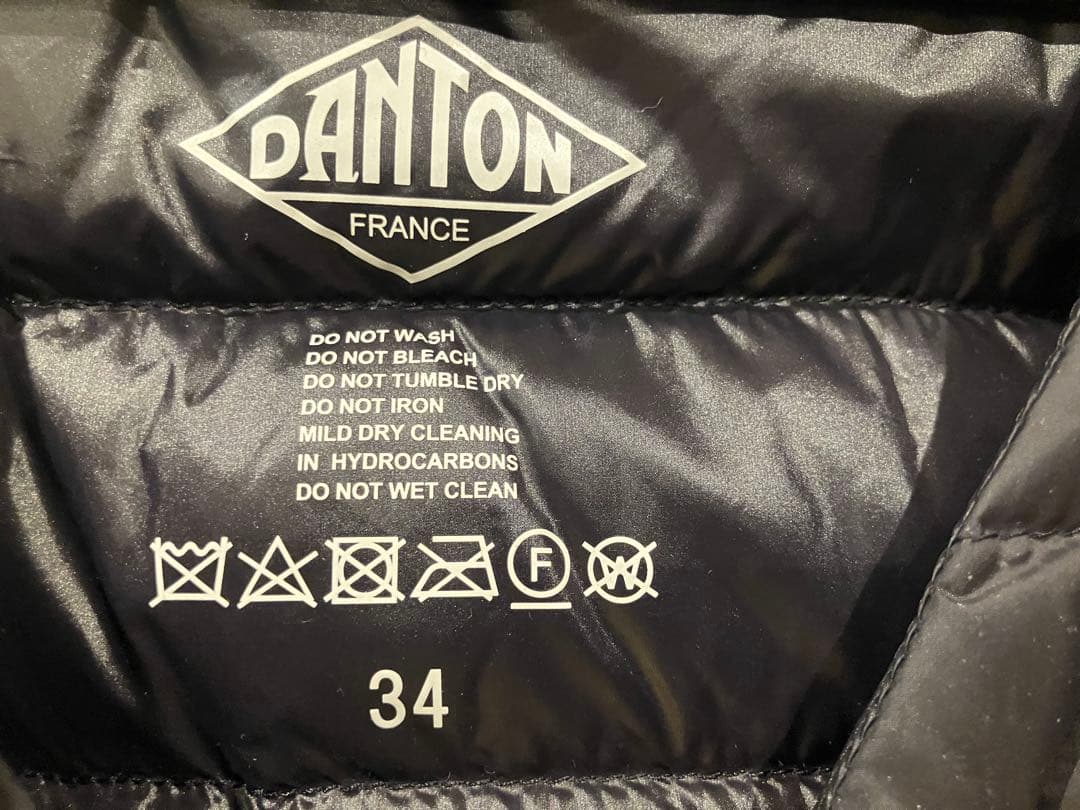 DANTON
FRANCE
DO NOT WASH
DO NOT BLEACH
DO NOT TUMBLE DRY
DO NOT IRON
MILD DRY CLEANING
IN HYDROCARBONS
DO NOT WET CLEAN
F W
34